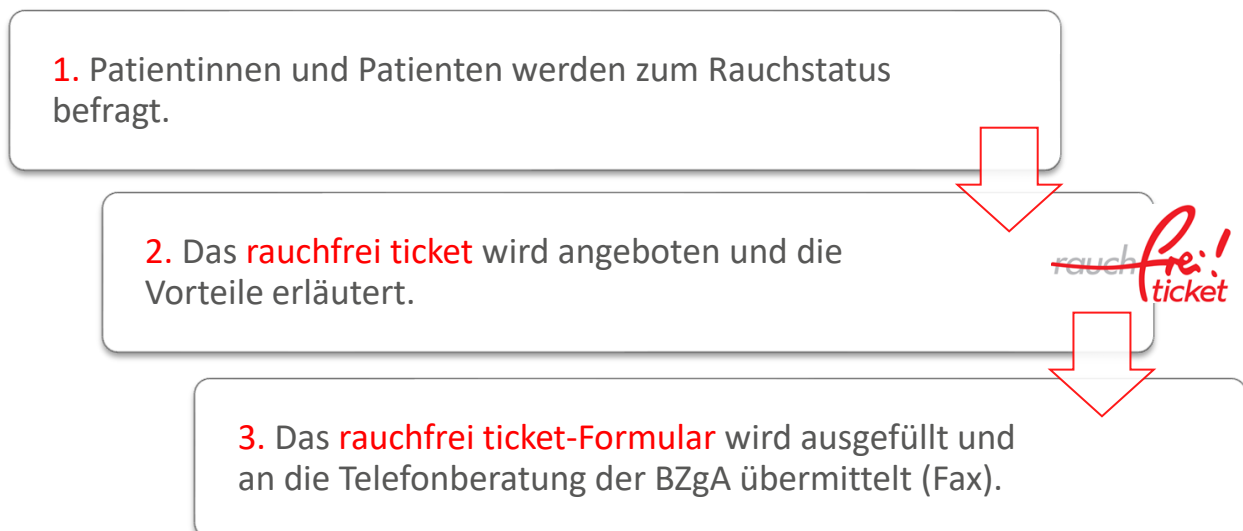 1. Patientinnen und Patienten werden zum Rauchstatus
befragt.
2. Das rauchfrei ticket wird angeboten und die
Vorteile erläutert.
rauchfrei!
ticket
3. Das rauchfrei ticket-Formular wird ausgefüllt und
an die Telefonberatung der BZgA übermittelt (Fax).